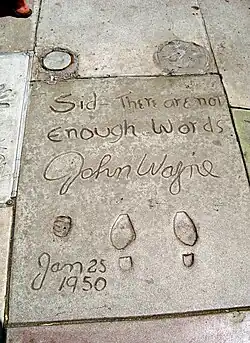 Sid - There are not
Enough Words
John Wayne
Jan 25
1950